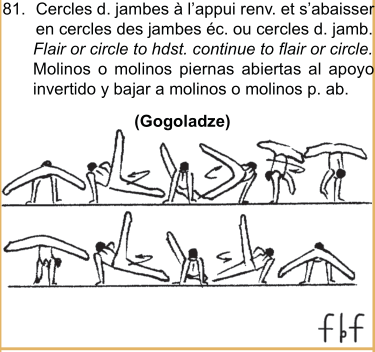 81. Cercles d. jambes à l'appui renv. et s'abaisser
en cercles des jambes éc. ou cercles d. jamb.
Flair or circle to hdst. continue to flair or circle.
Molinos o molinos piernas abiertas al apoyo
invertido y bajar a molinos o molinos p. ab.
(Gogoladze)